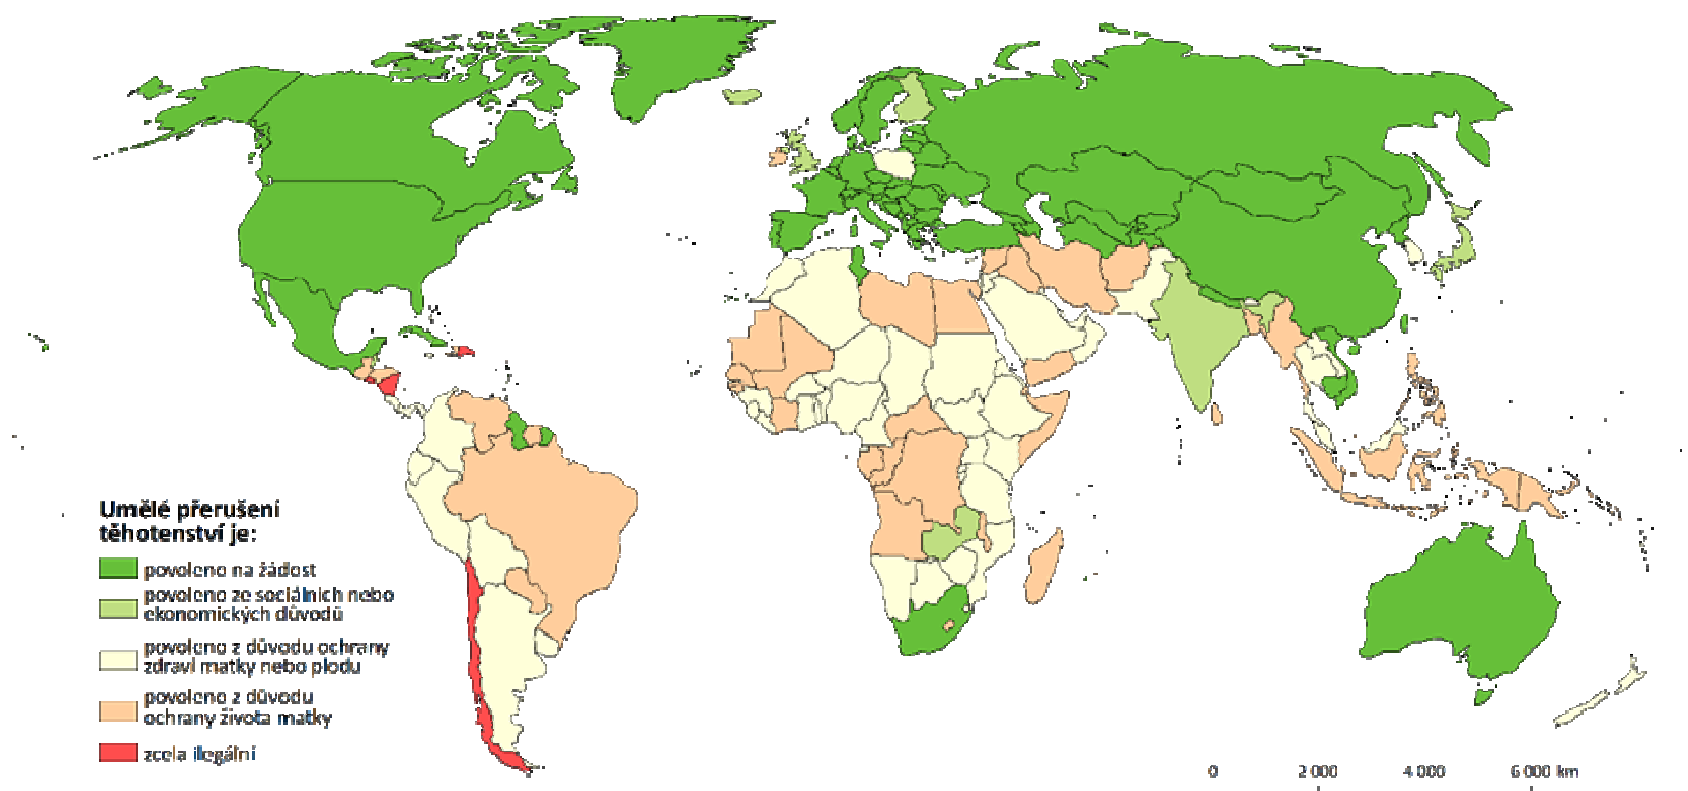 Umělé přerušení
těhotenství je:
povoleno na žádost
povoleno ze sociálních nebo
ekonomických důvodů
povoleno z důvodu ochrany
zdraví matky nebo plodu
povoleno z důvodu
ochrany života matky
zcela ilegální
0 2 000 4 000 6 000 km